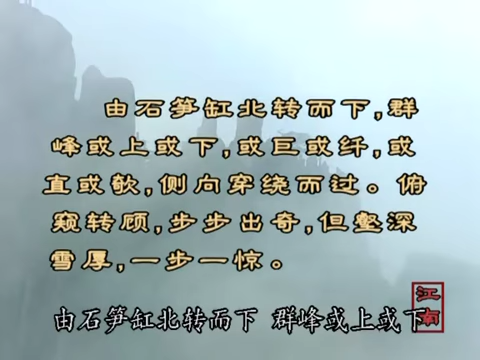 由石笋缸北转而下,群
峰或上或下,或巨或纤,或
直或欹,侧向穿绕而过。俯
窥转顾,步步出奇,但壑深
雪厚,一步一惊。
江南
由石笋缸北转而下 群峰或上或下